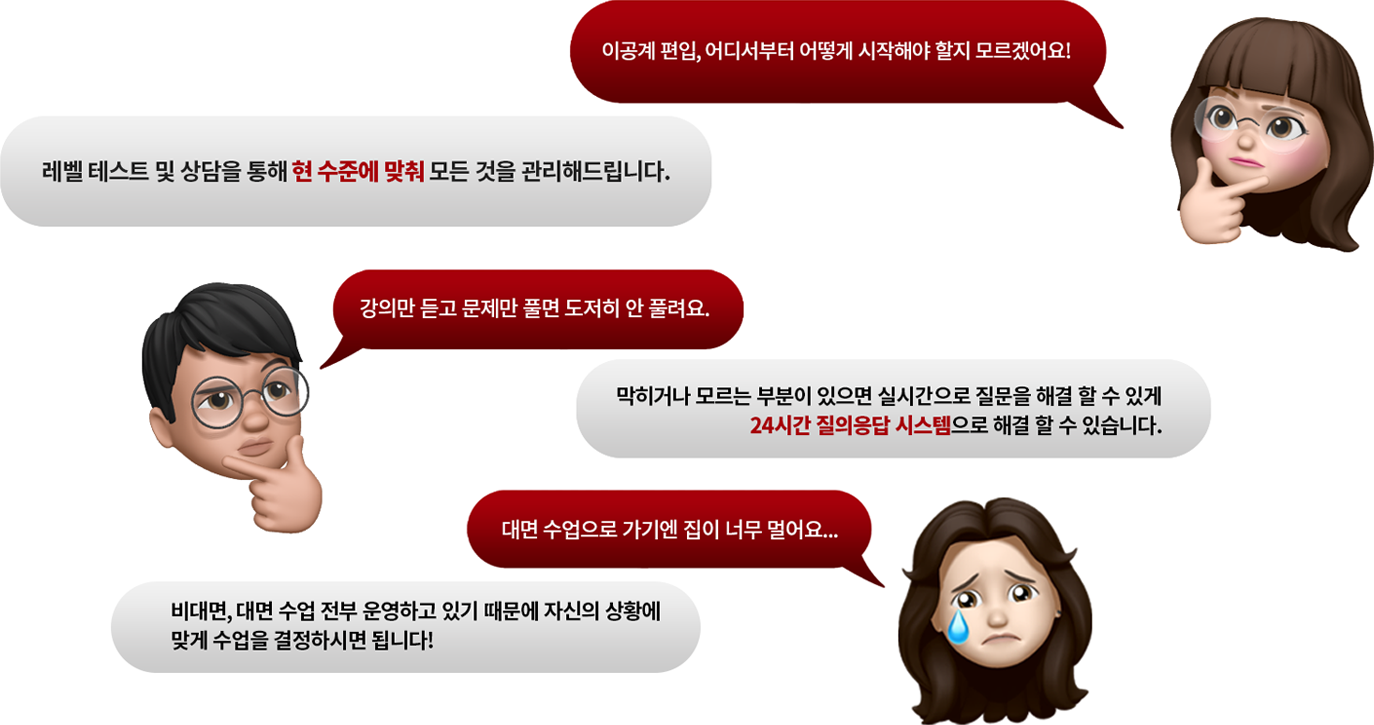 이공계 편입, 어디서부터 어떻게 시작해야 할지 모르겠어요!
레벨 테스트 및 상담을 통해 현 수준에 맞춰 모든 것을 관리해드립니다.
강의만 듣고 문제만 풀면 도저히 안 풀려요.
막히거나 모르는 부분이 있으면 실시간으로 질문을 해결 할 수 있게
24시간 질의응답 시스템으로 해결 할 수 있습니다.
대면 수업으로 가기엔 집이 너무 멀어요...
비대면, 대면 수업 전부 운영하고 있기 때문에 자신의 상황에
맞게 수업을 결정하시면 됩니다!